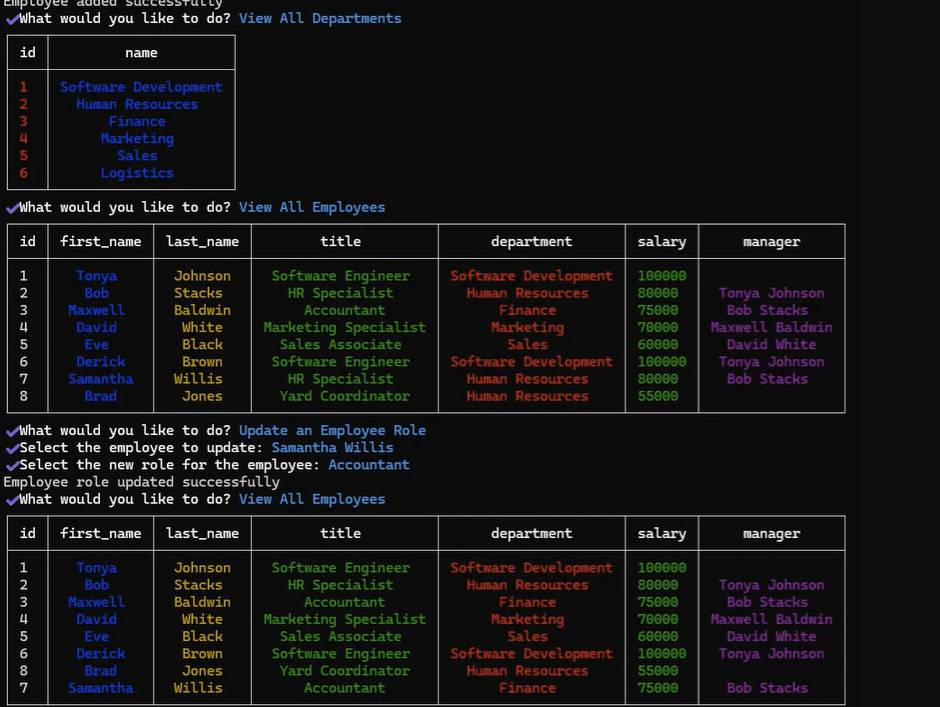 Employee added successfully
✔What would you like to do? View All Departments
id name
1 Software Development
2 Human Resources
3 Finance
4 Marketing
5 Sales
6 Logistics
✔What would you like to do? View All Employees
id first_name last_name title department salary manager
1 Tonya Johnson Software Engineer Software Development 100000
2 Bob Stacks HR Specialist Human Resources 80000 Tonya Johnson
3 Maxwell Baldwin Accountant Finance 75000 Bob Stacks
4 David White Marketing Specialist Marketing 70000 Maxwell Baldwin
5 Eve Black Sales Associate Sales 60000 David White
6 Derick Brown Software Engineer Software Development 100000 Tonya Johnson
7 Samantha Willis HR Specialist Human Resources 80000 Bob Stacks
8 Brad Jones Yard Coordinator Human Resources 55000
✔What would you like to do? Update an Employee Role
✔Select the employee to update: Samantha Willis
✔Select the new role for the employee: Accountant
Employee role updated successfully
✔What would you like to do? View All Employees
id first_name last_name title department salary manager
1 Tonya Johnson Software Engineer Software Development 100000
2 Bob Stacks HR Specialist Human Resources 80000 Tonya Johnson
3 Maxwell Baldwin Accountant Finance 75000 Bob Stacks
4 David White Marketing Specialist Marketing 70000 Maxwell Baldwin
5 Eve Black Sales Associate Sales 60000 David White
6 Derick Brown Software Engineer Software Development 100000 Tonya Johnson
8 Brad Jones Yard Coordinator Human Resources 55000
7 Samantha Willis Accountant Finance 75000 Bob Stacks